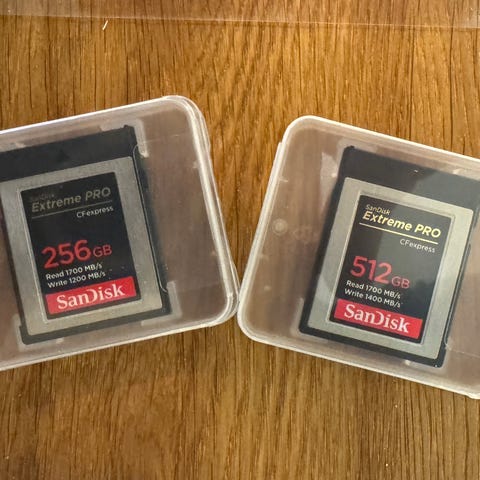 SanDisk
Extreme PRO
CFexpress
256GB
Read 1700 MB/s
Write 1200 MB/s
SanDisk
SanDisk
Extreme PRO
CFexpress
512GB
Read 1700 MB/s
Write 1400 MB/s
SanDisk